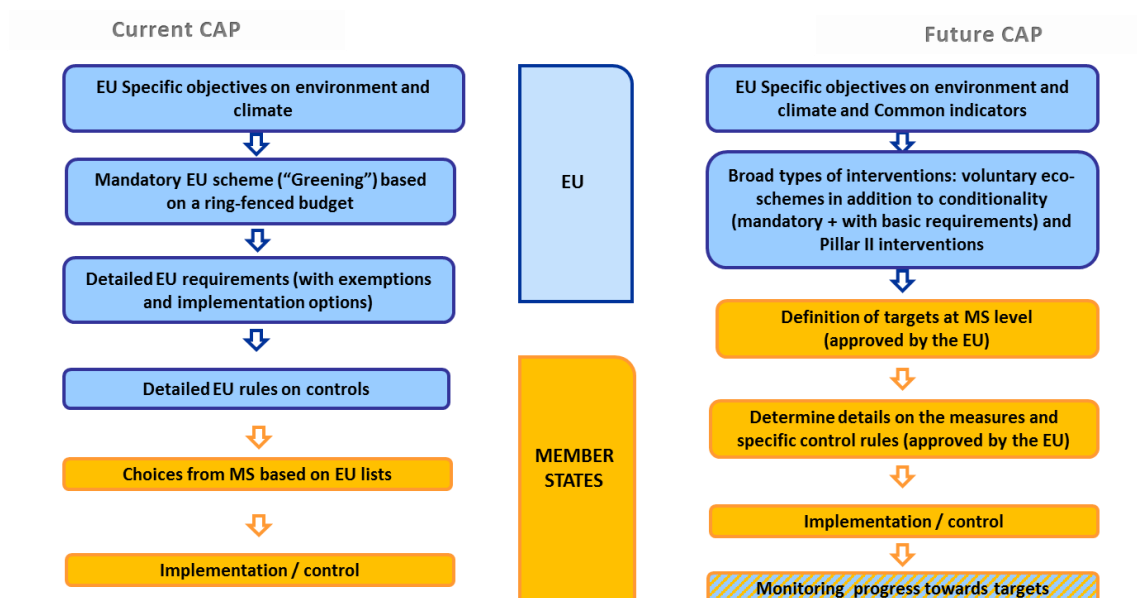 Current CAP
EU Specific objectives on environment and
climate
Mandatory EU scheme (“Greening”) based
on a ring-fenced budget
Detailed EU requirements (with exemptions
and implementation options)
Detailed EU rules on controls
Choices from MS based on EU lists
Implementation / control
EU
MEMBER
STATES
Future CAP
EU Specific objectives on environment and
climate and Common indicators
Broad types of interventions: voluntary eco-
schemes in addition to conditionality
(mandatory + with basic requirements) and
Pillar II interventions
Definition of targets at MS level
(approved by the EU)
Determine details on the measures and
specific control rules (approved by the EU)
Implementation / control
Monitoring progress towards targets